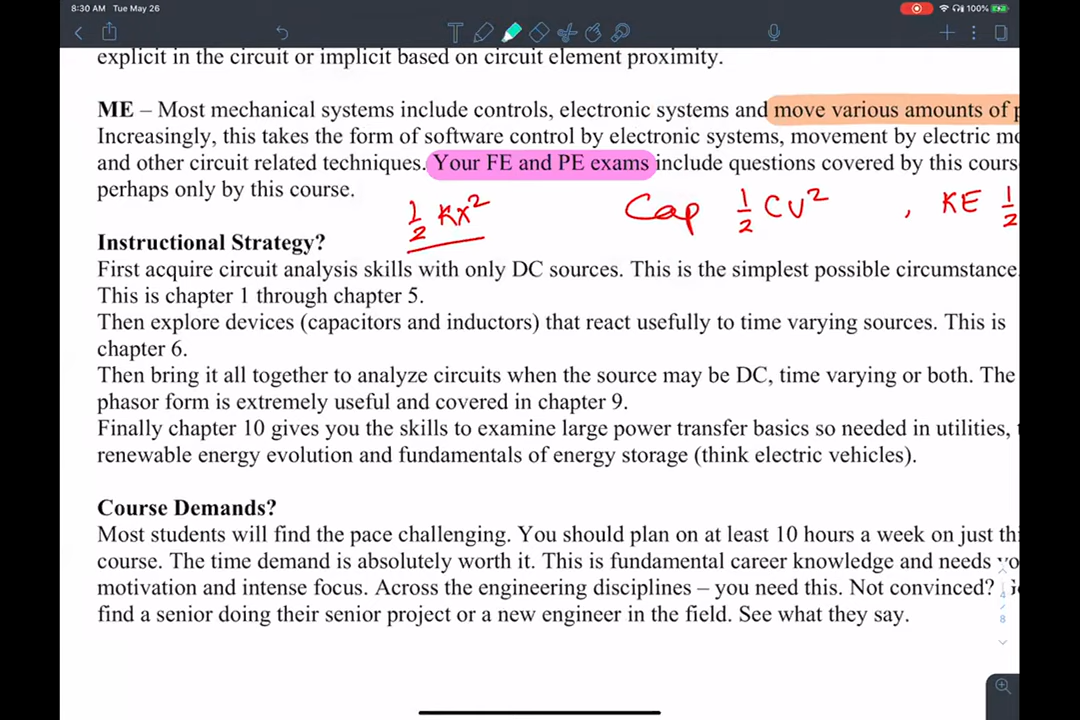 8:30 AM Tue May 26
100%
explicit in the circuit or implicit based on circuit element proximity.
ME – Most mechanical systems include controls, electronic systems and move various amounts of
Increasingly, this takes the form of software control by electronic systems, movement by electric
and other circuit related techniques. Your FE and PE exams include questions covered by this
perhaps only by this course.
1/2 Kx² Cap 1/2 CV² , KE 1/2
Instructional Strategy?
First acquire circuit analysis skills with only DC sources. This is the simplest possible circumstance.
This is chapter 1 through chapter 5.
Then explore devices (capacitors and inductors) that react usefully to time varying sources. This is
chapter 6.
Then bring it all together to analyze circuits when the source may be DC, time varying or both. The
phasor form is extremely useful and covered in chapter 9.
Finally chapter 10 gives you the skills to examine large power transfer basics so needed in utilities,
renewable energy evolution and fundamentals of energy storage (think electric vehicles).
Course Demands?
Most students will find the pace challenging. You should plan on at least 10 hours a week on just
course. The time demand is absolutely worth it. This is fundamental career knowledge and needs
motivation and intense focus. Across the engineering disciplines – you need this. Not convinced?
find a senior doing their senior project or a new engineer in the field. See what they say.
4/8